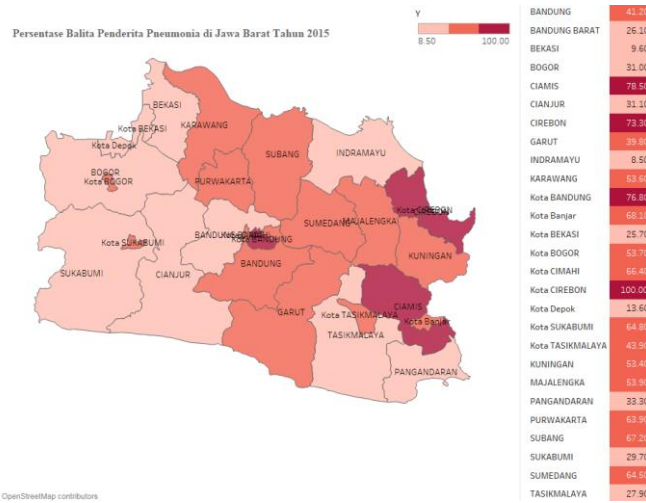 Persentase Balita Penderita Pneumonia di Jawa Barat Tahun 2015
Y
8.50 100.00
BEKASI
Kota BEKASI
Kota Depok
KARAWANG
BOGOR
Kota BOGOR
PURWAKARTA
SUBANG
INDRAMAYU
SUMEDANG
MAJALENGKA
KUNINGAN
Kota SUKABUMI
SUKABUMI
CIANJUR
Kota BANDUNG
BANDUNG
GARUT
CIAMIS
Kota TASIKMALAYA
Kota Banjar
TASIKMALAYA
PANGANDARAN
OpenStreetMap contributors
BANDUNG 41.20
BANDUNG BARAT 26.10
BEKASI 9.60
BOGOR 31.00
CIAMIS 78.50
CIANJUR 31.10
CIREBON 73.30
GARUT 39.80
INDRAMAYU 8.50
KARAWANG 53.60
Kota BANDUNG 76.80
Kota Banjar 68.10
Kota BEKASI 25.70
Kota BOGOR 53.70
Kota CIMAHI 66.40
Kota CIREBON 100.00
Kota Depok 13.60
Kota SUKABUMI 64.80
Kota TASIKMALAYA 43.90
KUNINGAN 53.40
MAJALENGKA 53.90
PANGANDARAN 33.30
PURWAKARTA 63.90
SUBANG 67.20
SUKABUMI 29.70
SUMEDANG 64.50
TASIKMALAYA 27.90